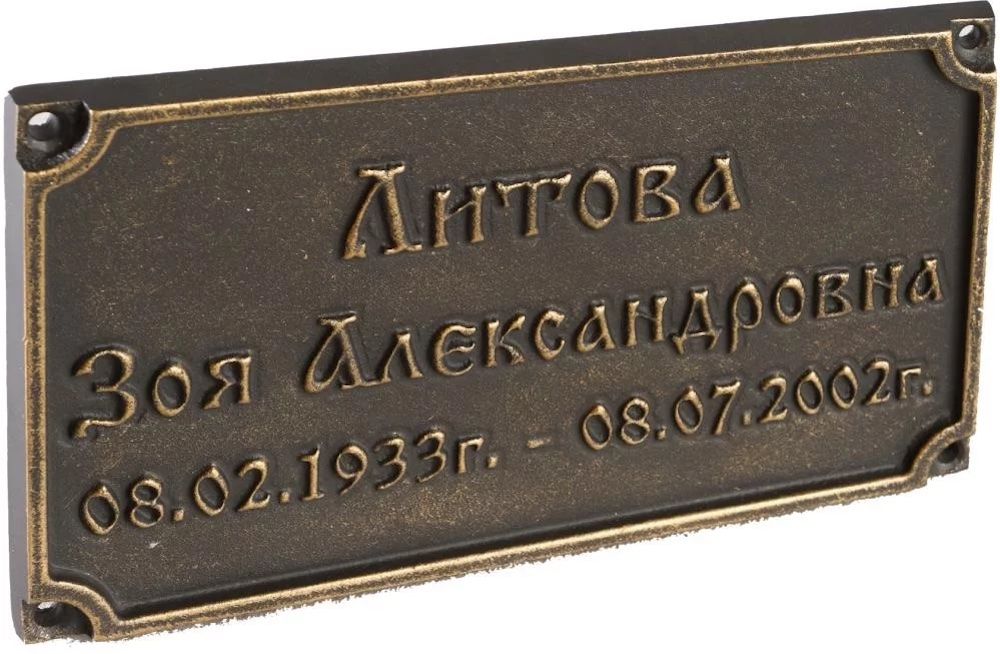 Литова
Зоя Александровна
08.02.1933г. - 08.07.2002г.